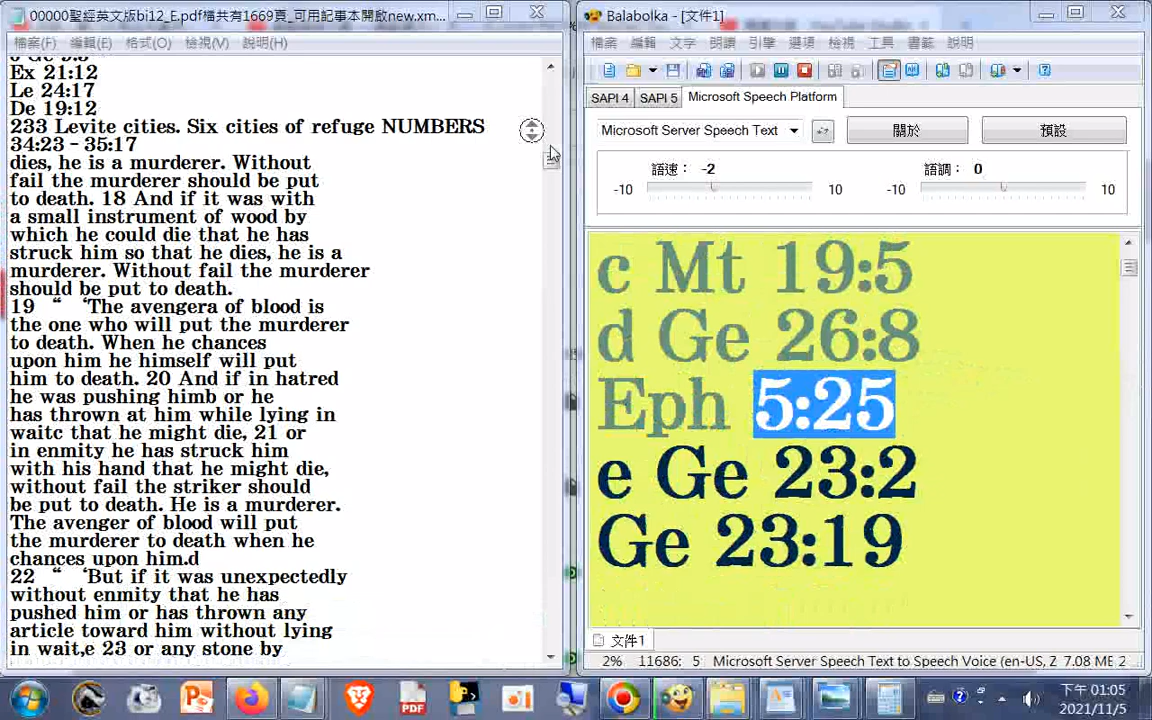 00000聖經英文版bi12_E.pdf檔共有1669頁_可用記事本開啟new.xm...
檔案(F) 編輯(E) 格式(O) 檢視(V) 說明(H)
Ex 21:12
Le 24:17
De 19:12
233 Levite cities. Six cities of refuge NUMBERS
34:23 – 35:17
dies, he is a murderer. Without
fail the murderer should be put
to death. 18 And if it was with
a small instrument of wood by
which he could die that he has
struck him so that he dies, he is a
murderer. Without fail the murderer
should be put to death.
19 “ ‘The avengera of blood is
the one who will put the murderer
to death. When he chances
upon him he himself will put
him to death. 20 And if in hatred
he was pushing himb or he
has thrown at him while lying in
waitc that he might die, 21 or
in enmity he has struck him
with his hand that he might die,
without fail the striker should
be put to death. He is a murderer.
The avenger of blood will put
the murderer to death when he
chances upon him.d
22 “ ‘But if it was unexpectedly
without enmity that he has
pushed him or has thrown any
article toward him without lying
in wait,e 23 or any stone by
Balabolka - [文件1]
檔案 編輯 文字 朗讀 引擎 選項 檢視 工具 書籤 說明
SAPI 4 SAPI 5 Microsoft Speech Platform
Microsoft Server Speech Text 關於 預設
語速： -2 語調： 0
-10 10 -10 10
c Mt 19:5
d Ge 26:8
Eph 5:25
e Ge 23:2
Ge 23:19
文件1
2% 11686: 5 Microsoft Server Speech Text to Speech Voice (en-US, Z 7.08 ME 2
下午 01:05
2021/11/5